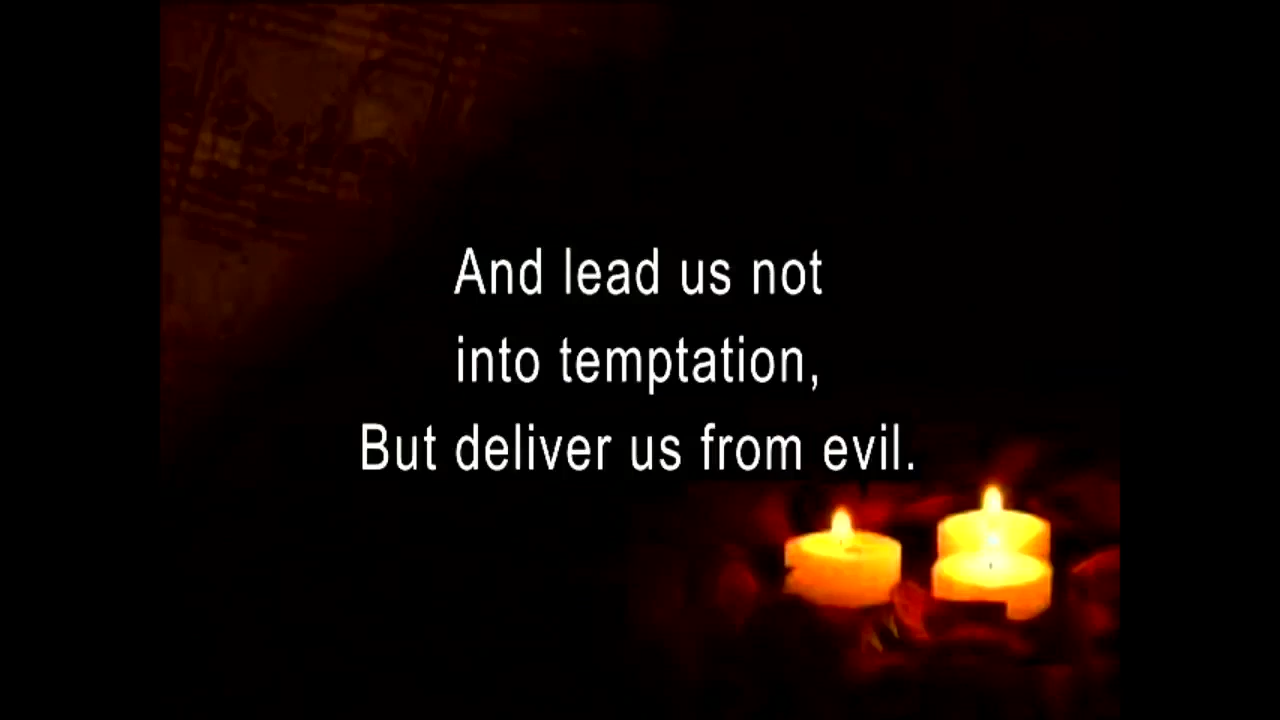 And lead us not
into temptation,
But deliver us from evil.